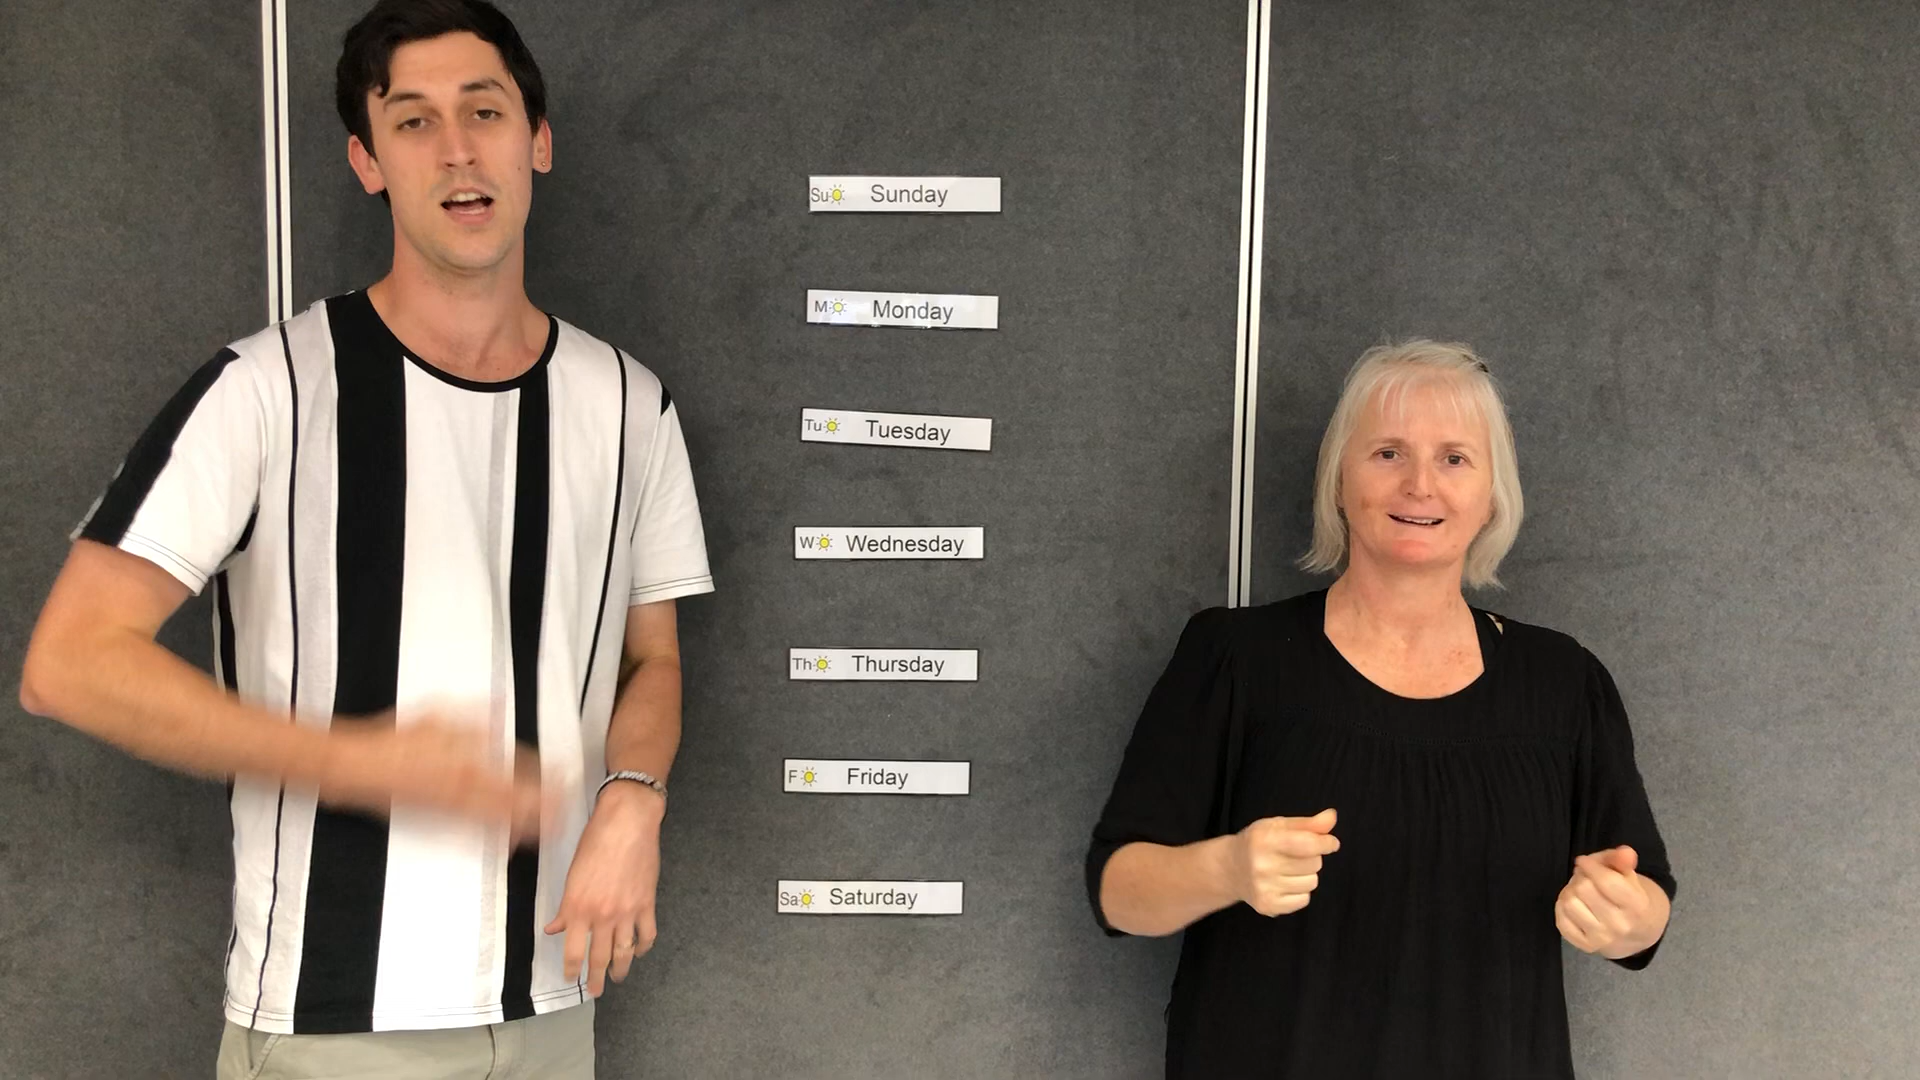 Su Sunday
M Monday
Tu Tuesday
W Wednesday
Th Thursday
F Friday
Sa Saturday